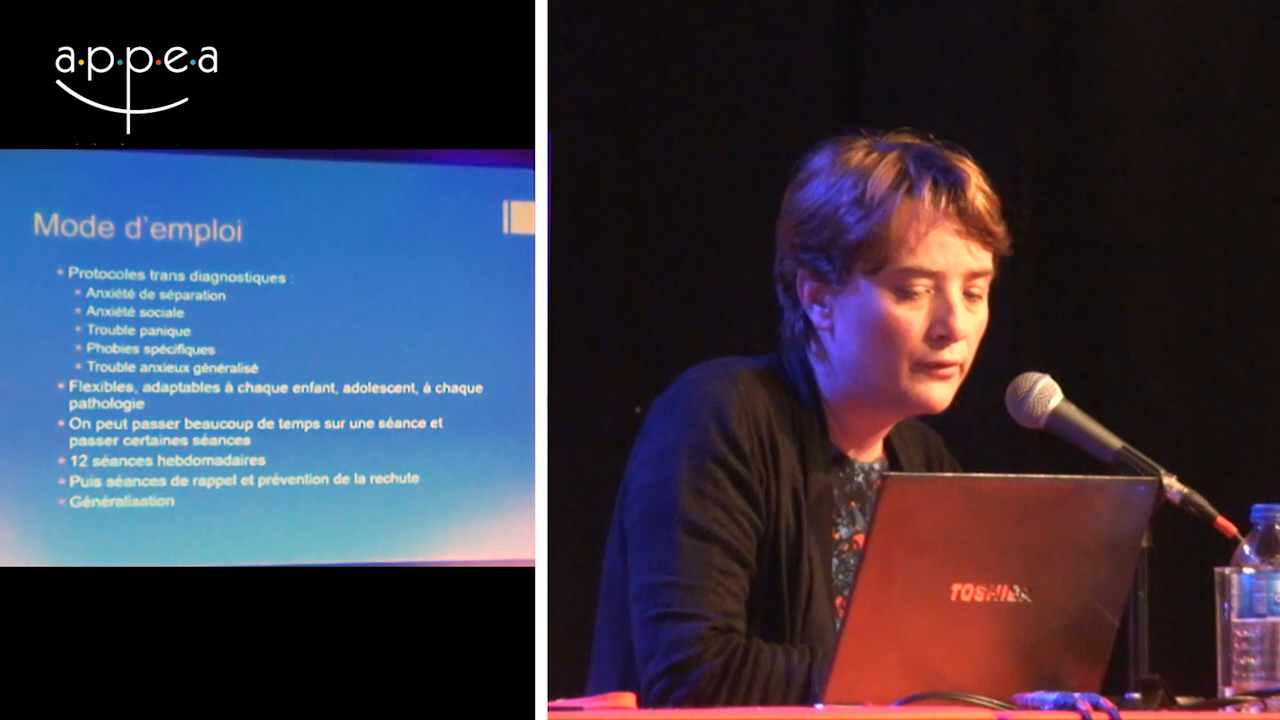 a·p·p·e·a
Mode d'emploi
Protocoles trans diagnostiques :
Anxiété de séparation
Anxiété sociale
Trouble panique
Phobies spécifiques
Trouble anxieux généralisé
Flexibles, adaptables à chaque enfant, adolescent, à chaque
pathologie
On peut passer beaucoup de temps sur une séance et
passer certaines séances
12 séances hebdomadaires
Puis séances de rappel et prévention de la rechute
Généralisation
TOSHIBA